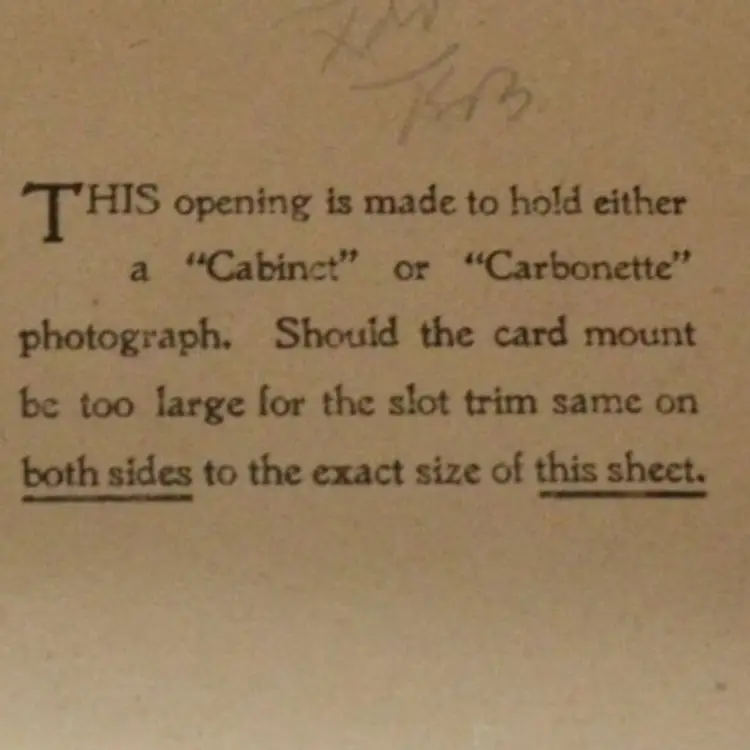 THIS opening is made to hold either
a "Cabinet" or "Carbonette"
photograph. Should the card mount
be too large for the slot trim same on
both sides to the exact size of this sheet.